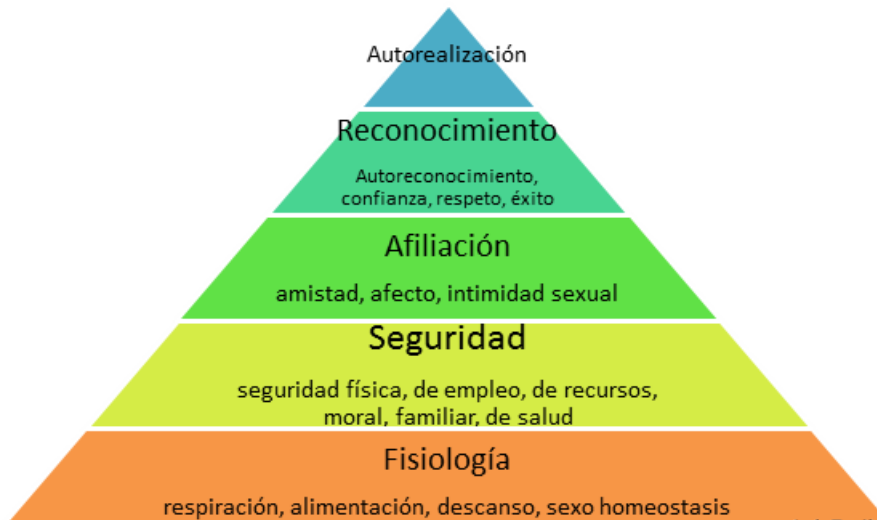 Autorealización
Reconocimiento
Autoreconocimiento,
confianza, respeto, éxito
Afiliación
amistad, afecto, intimidad sexual
Seguridad
seguridad física, de empleo, de recursos,
moral, familiar, de salud
Fisiología
respiración, alimentación, descanso, sexo homeostasis